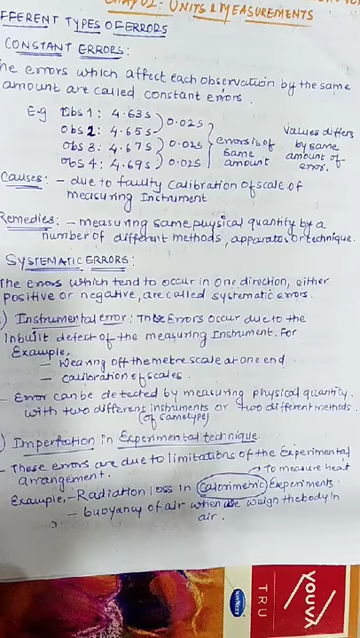 CHAP 02: UNITS & MEASUREMENTS
FFERENT TYPES OF ERRORS
CONSTANT ERRORS:
he errors which affect each observation by the same
amount are called constant errors.
E.g Obs 1: 4.63s
Obs 2: 4.65s
Obs 3: 4.67s
Obs 4: 4.69s
0.02s
0.02s
0.02s
errors is of
same
amount
Values differs
by same
amount of
error.
Causes: - due to faulty calibration of scale of
measuring Instrument
Remedies: - measuring same physical quantity by a
number of different methods, apparatus or technique.
SYSTEMATIC ERRORS:
The errors which tend to occur in one direction, either
positive or negative, are called systematic errors.
) Instrumental error: These Errors occur due to the
Inbuilt defect of the measuring Instrument. For
Example,
- Wearing off the metre scale at one end
- calibration of scales.
- Error can be detected by measuring physical quantity
with two different instruments or two different methods.
(of same type)
) Imperfection in Experimental technique.
- These errors are due to limitations of the Experimental
arrangement.
→ To measure heat
Example,- Radiation loss in calorimetric Experiments.
- buoyancy of air when we weigh the body in
air.
TRU
YOUVA